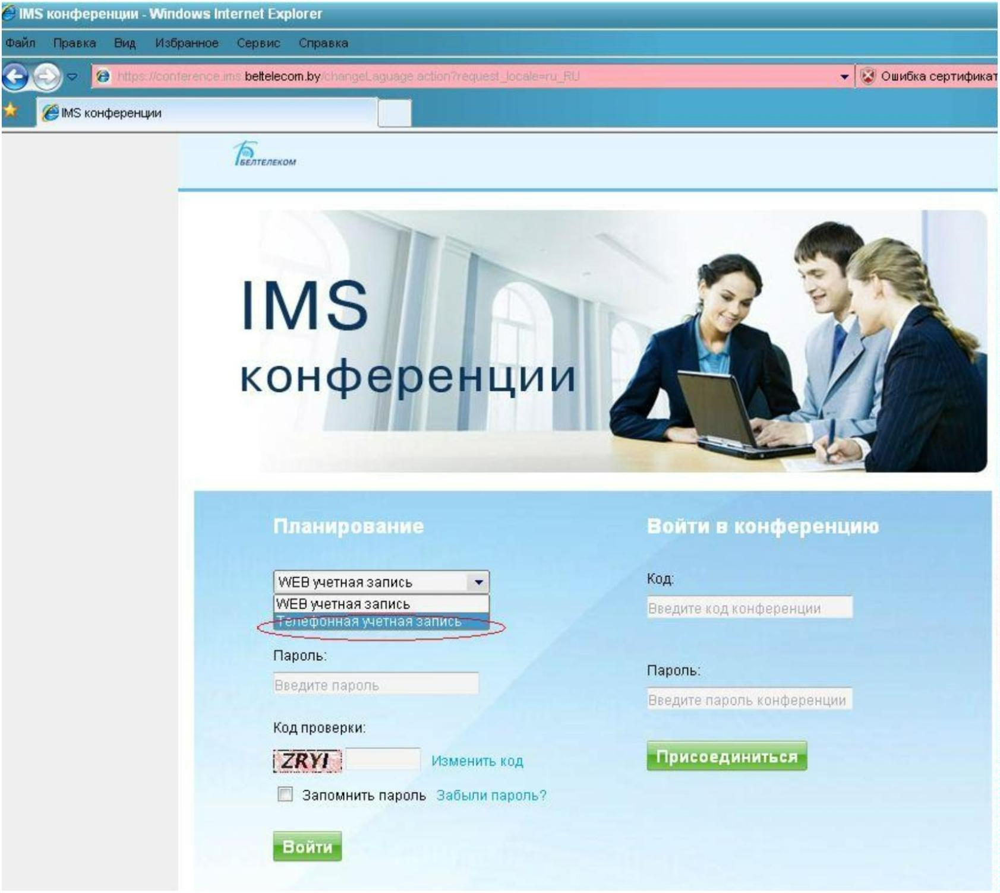 IMS конференции - Windows Internet Explorer
Файл Правка Вид Избранное Сервис Справка
https://conference.ims.beltelecom.by/changeLaguage.action?request_locale=ru_RU Ошибка сертификат
IMS конференции
БЕЛТЕЛЕКОМ
IMS
конференции
Планирование
WEB учетная запись
WEB учетная запись
Телефонная учетная запись
Пароль:
Введите пароль
Код проверки:
ZRYI Изменить код
Запомнить пароль Забыли пароль?
Войти
Войти в конференцию
Код:
Введите код конференции
Пароль:
Введите пароль конференции
Присоединиться